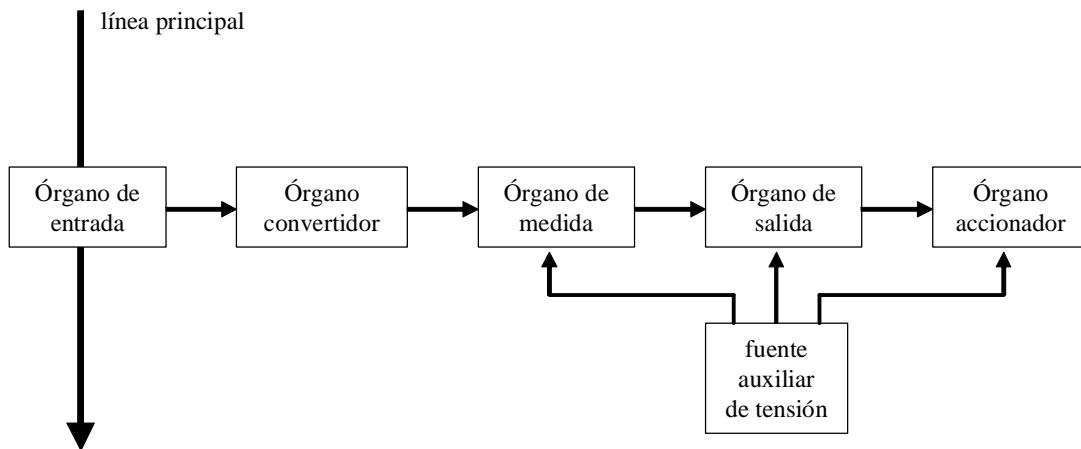 línea principal
Órgano de
entrada
Órgano
convertidor
Órgano de
medida
Órgano de
salida
Órgano
accionador
fuente
auxiliar
de tensión